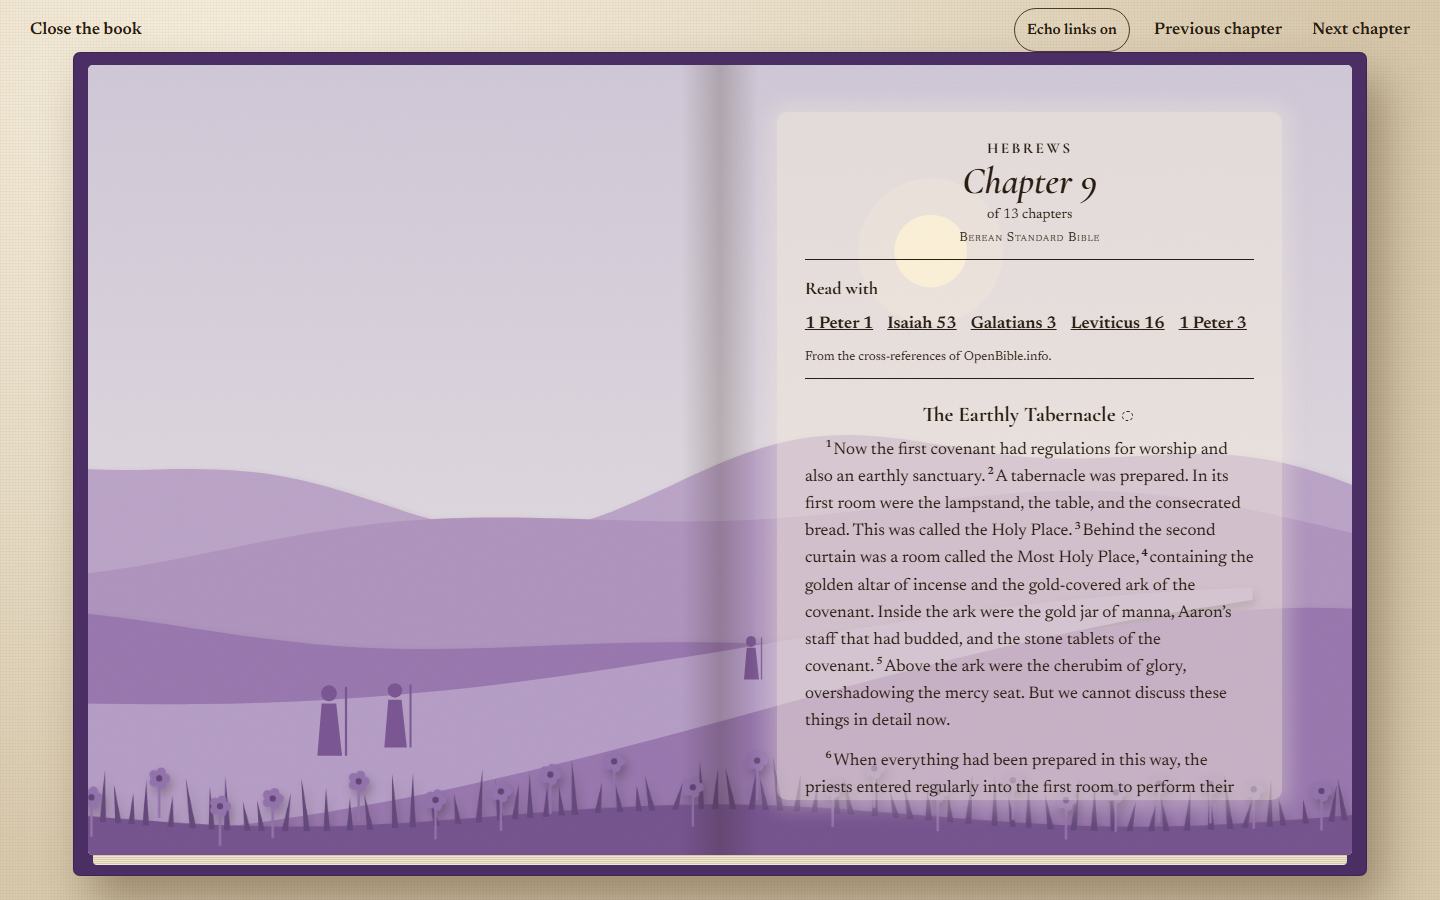 Close the book
Echo links on
Previous chapter
Next chapter
HEBREWS
Chapter 9
of 13 chapters
Berean Standard Bible
Read with
1 Peter 1 Isaiah 53 Galatians 3 Leviticus 16 1 Peter 3
From the cross-references of OpenBible.info.
The Earthly Tabernacle
1 Now the first covenant had regulations for worship and
also an earthly sanctuary. 2 A tabernacle was prepared. In its
first room were the lampstand, the table, and the consecrated
bread. This was called the Holy Place. 3 Behind the second
curtain was a room called the Most Holy Place, 4 containing the
golden altar of incense and the gold-covered ark of the
covenant. Inside the ark were the gold jar of manna, Aaron’s
staff that had budded, and the stone tablets of the
covenant. 5 Above the ark were the cherubim of glory,
overshadowing the mercy seat. But we cannot discuss these
things in detail now.
6 When everything had been prepared in this way, the
priests entered regularly into the first room to perform their